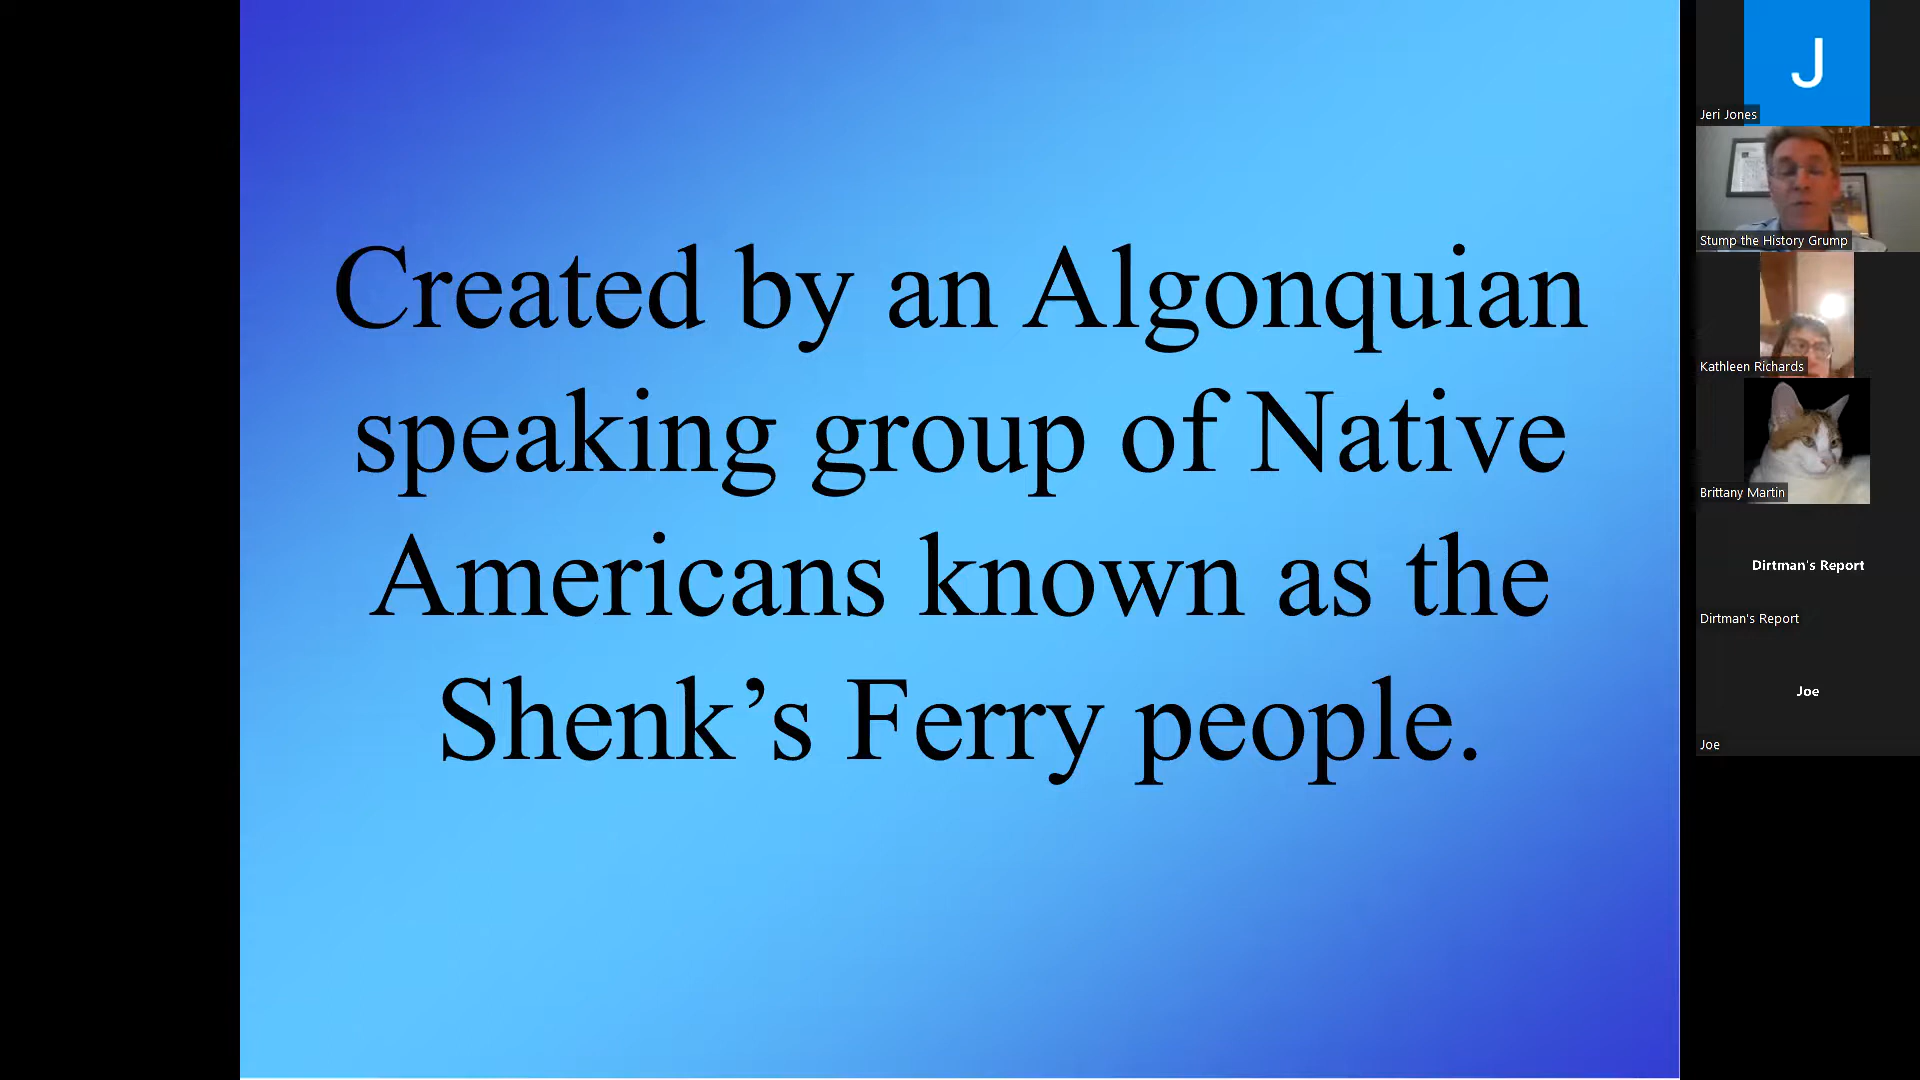 Created by an Algonquian
speaking group of Native
Americans known as the
Shenk’s Ferry people.
J
Jeri Jones
Stump the History Grump
Kathleen Richards
Brittany Martin
Dirtman's Report
Dirtman's Report
Joe
Joe